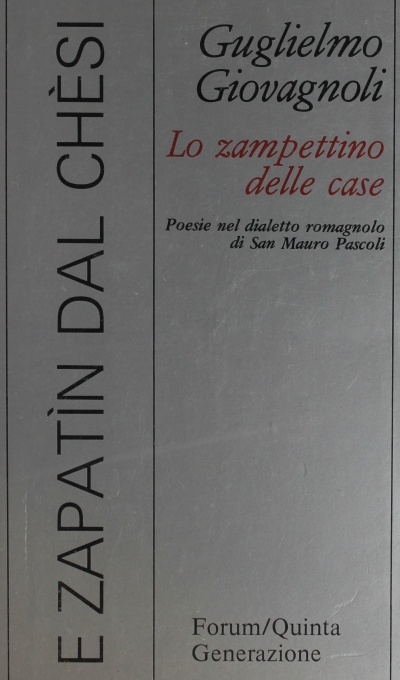 E ZAPATÌN DAL CHÈSI
Guglielmo
Giovagnoli
Lo zampettino
delle case
Poesie nel dialetto romagnolo
di San Mauro Pascoli
Forum/Quinta
Generazione